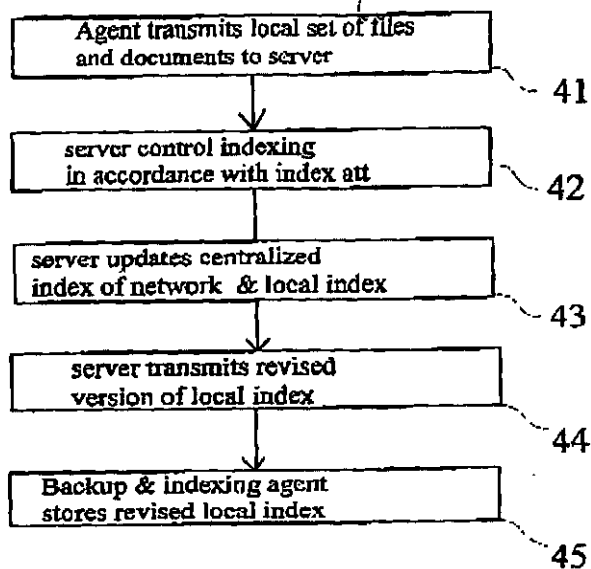 Agent transmits local set of files
and documents to server
41
server control indexing
in accordance with index att
42
server updates centralized
index of network & local index
43
server transmits revised
version of local index
44
Backup & indexing agent
stores revised local index
45